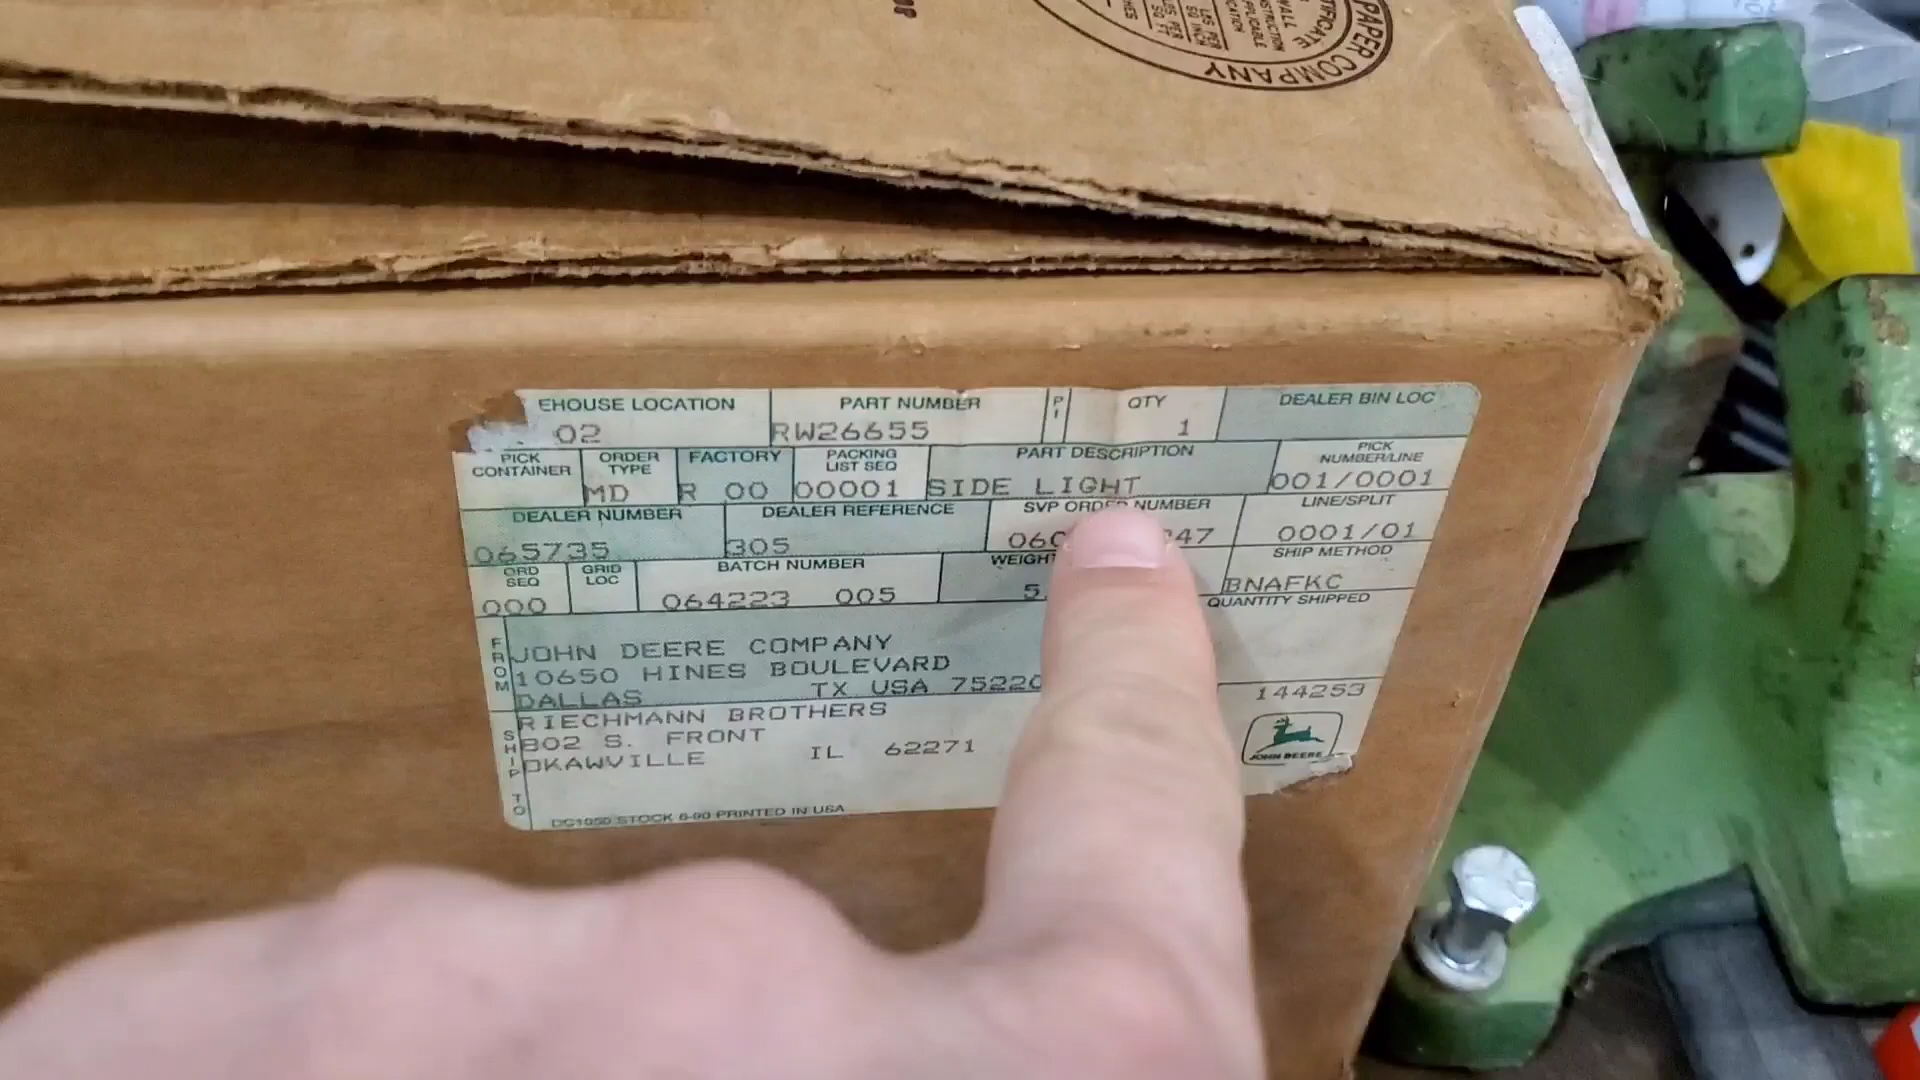 PAPER COMPANY
EHOUSE LOCATION PART NUMBER PI QTY DEALER BIN LOC
02 RW26655 1
PICK CONTAINER ORDER TYPE FACTORY PACKING LIST SEQ PART DESCRIPTION PICK NUMBER/LINE
MD R 00 00001 SIDE LIGHT 001/0001
DEALER NUMBER DEALER REFERENCE SVP ORDER NUMBER LINE/SPLIT
065735 305 060 247 0001/01
ORD SEQ GRID LOC BATCH NUMBER WEIGHT SHIP METHOD
000 064223 005 5. BNAFKC
QUANTITY SHIPPED
FROM JOHN DEERE COMPANY
10650 HINES BOULEVARD
DALLAS TX USA 75220
144253
SHIP TO RIECHMANN BROTHERS
802 S. FRONT
OKAWVILLE IL 62271
JOHN DEERE
DC1050 STOCK 6-90 PRINTED IN USA